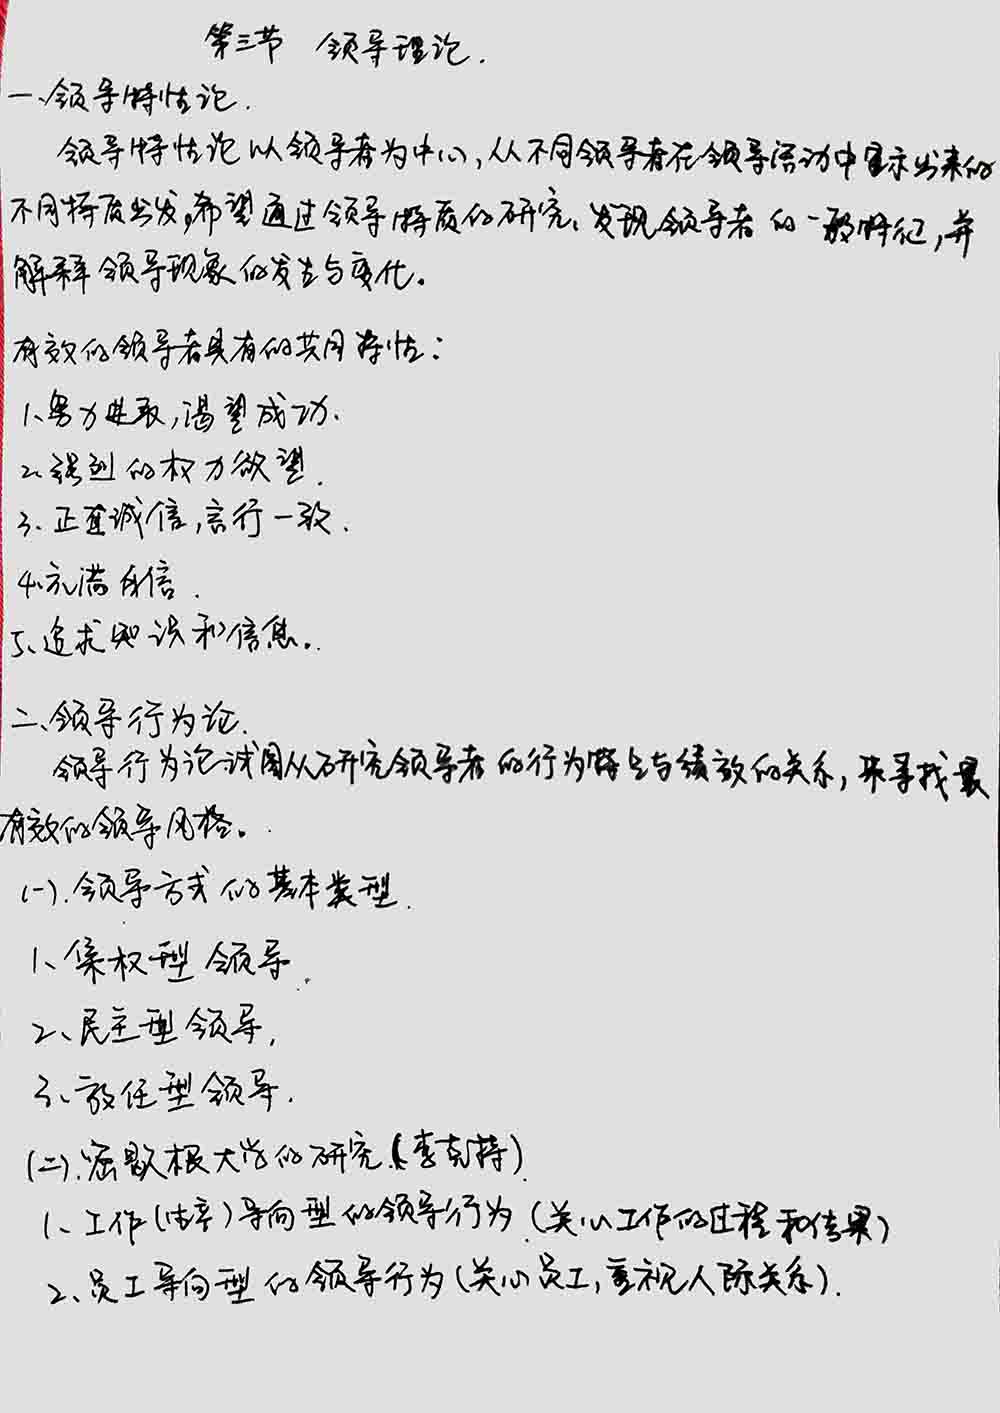 第三节 领导理论.
一、领导特性论.
领导特性论以领导者为中心,从不同领导者在领导活动中展示出来的
不同特质出发,希望通过领导特质的研究、发现领导者的一般特征,并
解释领导现象的发生与变化。
有效的领导者具有的共同特性:
1、努力进取,渴望成功.
2、强烈的权力欲望.
3、正直诚信,言行一致.
4、充满自信.
5、追求知识和信息.
二、领导行为论.
领导行为论试图从研究领导者的行为特点与绩效的关系,来寻找最
有效的领导风格。
(一).领导方式的基本类型.
1、集权型领导.
2、民主型领导,
3、放任型领导.
(二).密歇根大学的研究.(李克特)
1、工作()导向型的领导行为.(关心工作的过程和结果)
2、员工导向型的领导行为(关心员工,重视人际关系).